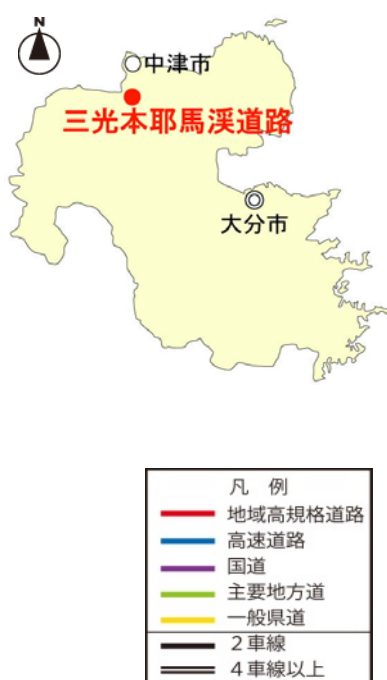 N
中津市
三光本耶馬渓道路
大分市
凡 例
地域高規格道路
高速道路
国道
主要地方道
一般県道
2車線
4車線以上